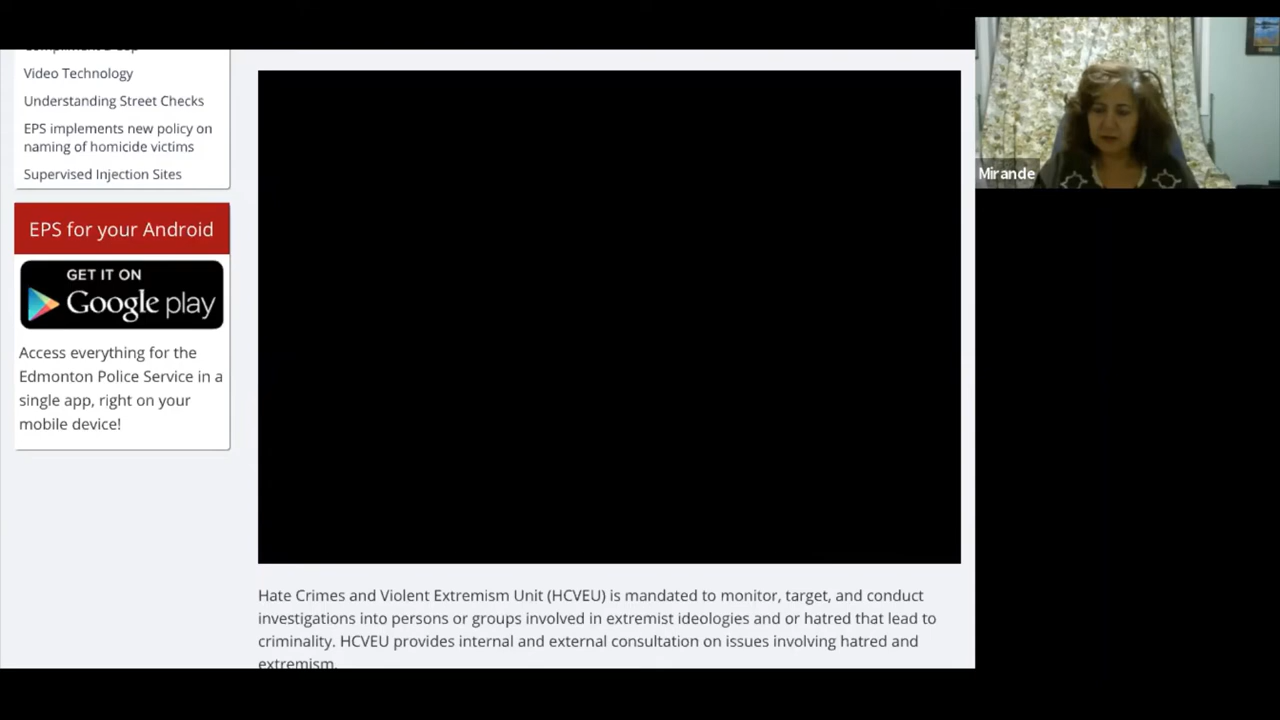 Video Technology
Understanding Street Checks
EPS implements new policy on
naming of homicide victims
Supervised Injection Sites
EPS for your Android
GET IT ON
Google play
Access everything for the
Edmonton Police Service in a
single app, right on your
mobile device!
Hate Crimes and Violent Extremism Unit (HCVEU) is mandated to monitor, target, and conduct
investigations into persons or groups involved in extremist ideologies and or hatred that lead to
criminality. HCVEU provides internal and external consultation on issues involving hatred and
extremism.
Mirande